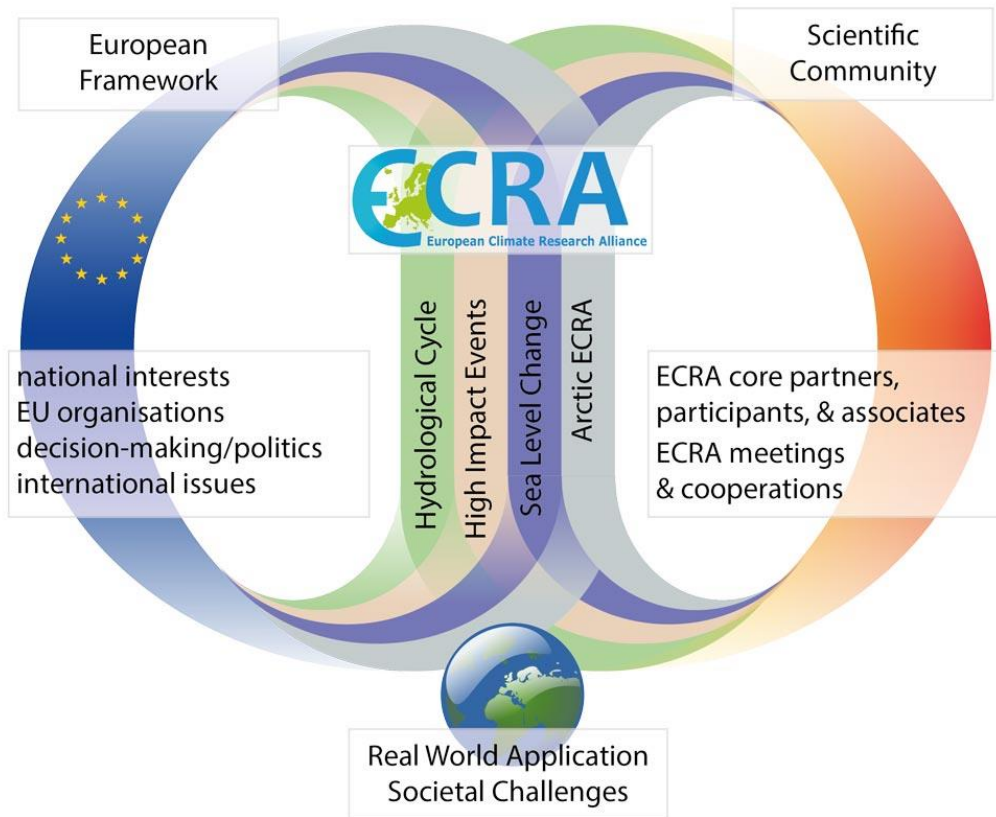 European
Framework
Scientific
Community
ECRA
European Climate Research Alliance
Hydrological Cycle
High Impact Events
Sea Level Change
Arctic ECRA
national interests
EU organisations
decision-making/politics
international issues
ECRA core partners,
participants, & associates
ECRA meetings
& cooperations
Real World Application
Societal Challenges